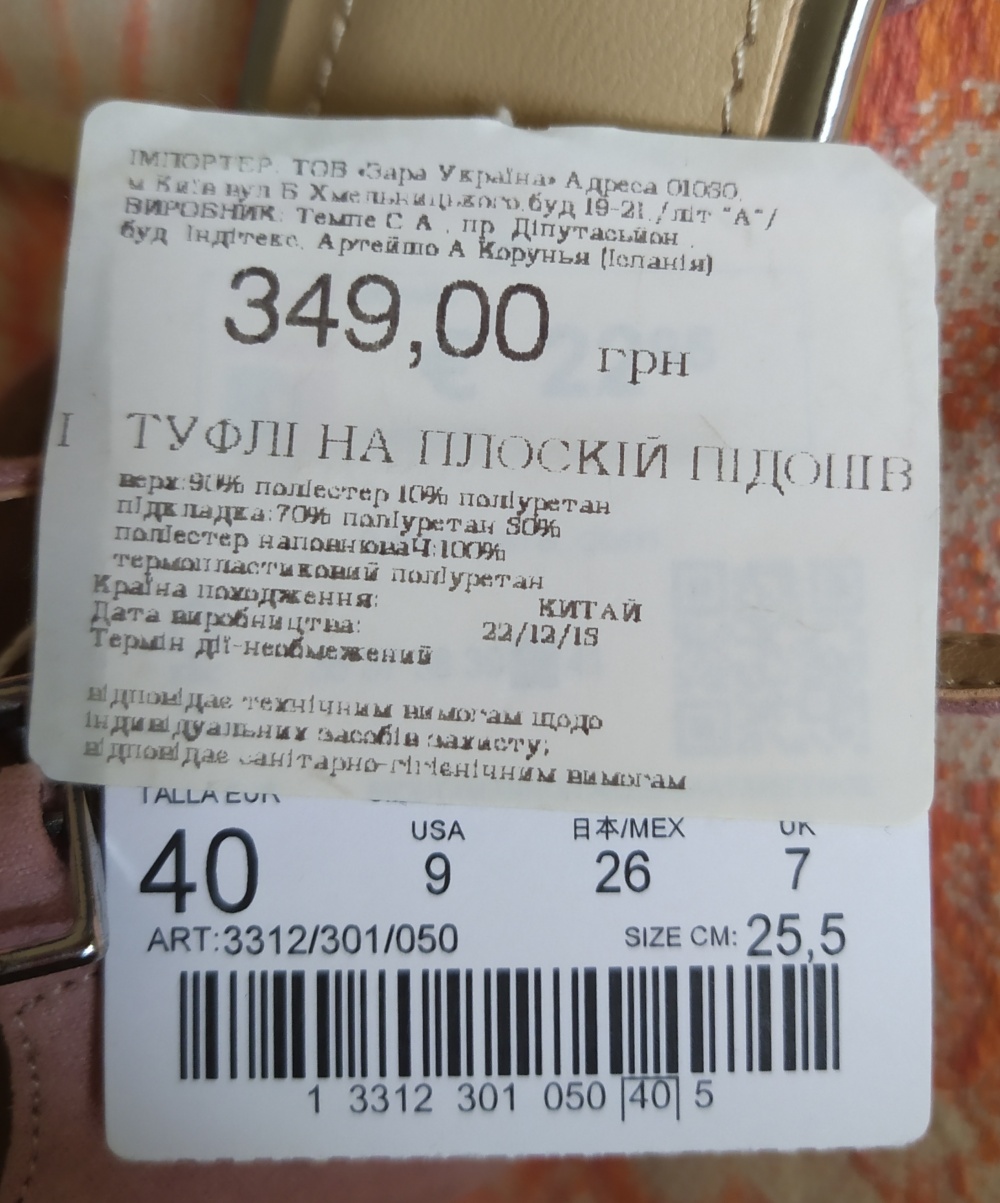 ІМПОРТЕР. ТОВ «Зара Україна» Адреса 01030,
м Київ вул Б Хмельницького,буд 19-21,/літ "А"/
ВИРОБНИК: Темпе С А , пр Діпутасьйон ,
буд Індітекс, Артейшо А Корунья (Іспанія)
349,00 грн
І ТУФЛІ НА ПЛОСКІЙ ПІДОШВ
верх:90% поліестер 10% поліуретан
підкладка:70% поліуретан 30%
поліестер наповнюваЧ:100%
термопластиковий поліуретан
Країна походження: КИТАЙ
Дата виробництва: 22/12/15
Термін дії-необмежений
відповідає технічним вимогам щодо
індивідуальних засобів захисту;
відповідає санітарно-гігієнічним вимогам
TALLA EUR
USA 日本/MEX UK
40 9 26 7
ART:3312/301/050 SIZE CM: 25,5
1 3312 301 050 |40| 5